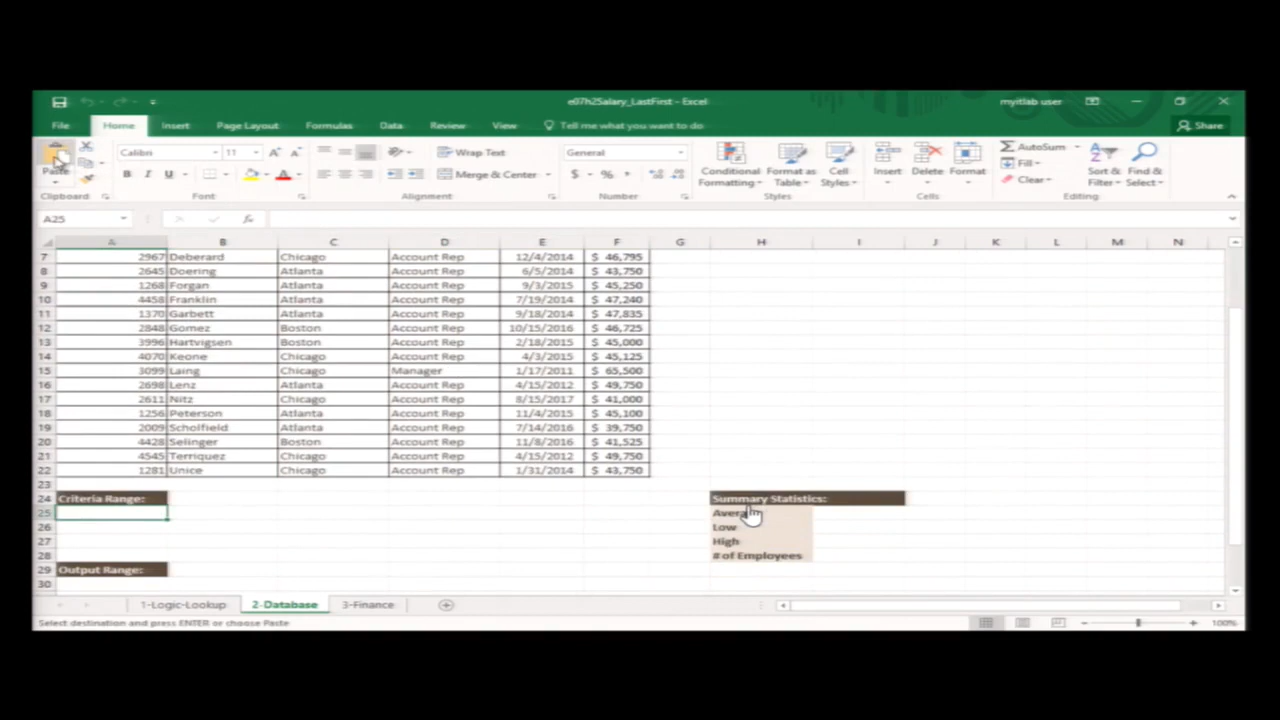 e07h2Salary_LastFirst - Excel
myitlab user
File Home Insert Page Layout Formulas Data Review View Tell me what you want to do Share
Paste
Calibri 11
Wrap Text
General
Conditional Formatting
Format as Table
Cell Styles
Insert Delete Format
AutoSum
Fill
Clear
Sort & Filter
Find & Select
B I U
Merge & Center
$ % ,
Clipboard Font Alignment Number Styles Cells Editing
A25 fx
A B C D E F G H I J K L M N
7 2967 Deberard Chicago Account Rep 12/4/2014 $ 46,795
8 2645 Doering Atlanta Account Rep 6/5/2014 $ 43,750
9 1268 Forgan Atlanta Account Rep 9/3/2015 $ 45,250
10 4458 Franklin Atlanta Account Rep 7/19/2014 $ 47,240
11 1370 Garbett Atlanta Account Rep 9/18/2014 $ 47,835
12 2848 Gomez Boston Account Rep 10/15/2016 $ 46,725
13 3996 Hartvigsen Boston Account Rep 2/18/2015 $ 45,000
14 4070 Keone Chicago Account Rep 4/3/2015 $ 45,125
15 3099 Laing Chicago Manager 1/17/2011 $ 65,500
16 2698 Lenz Atlanta Account Rep 4/15/2012 $ 49,750
17 2611 Nitz Chicago Account Rep 8/15/2017 $ 41,000
18 1256 Peterson Atlanta Account Rep 11/4/2015 $ 45,100
19 2009 Scholfield Atlanta Account Rep 7/14/2016 $ 39,750
20 4428 Selinger Boston Account Rep 11/8/2016 $ 41,525
21 4545 Terriquez Chicago Account Rep 4/15/2012 $ 49,750
22 1281 Unice Chicago Account Rep 1/31/2014 $ 43,750
23
24 Criteria Range: Summary Statistics:
25
26 Low
27 High
28 # of Employees
29 Output Range:
30
1-Logic-Lookup 2-Database 3-Finance
Select destination and press ENTER or choose Paste
100%